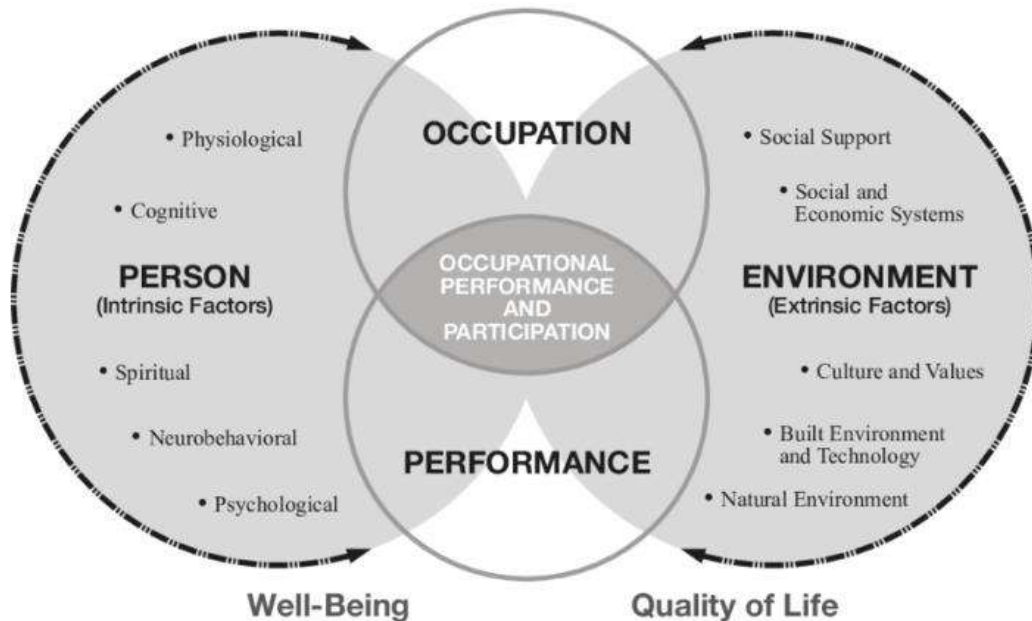 OCCUPATION
• Physiological
• Cognitive
PERSON
(Intrinsic Factors)
• Spiritual
• Neurobehavioral
• Psychological
OCCUPATIONAL
PERFORMANCE
AND
PARTICIPATION
• Social Support
• Social and
Economic Systems
ENVIRONMENT
(Extrinsic Factors)
• Culture and Values
• Built Environment
and Technology
• Natural Environment
PERFORMANCE
Well-Being
Quality of Life